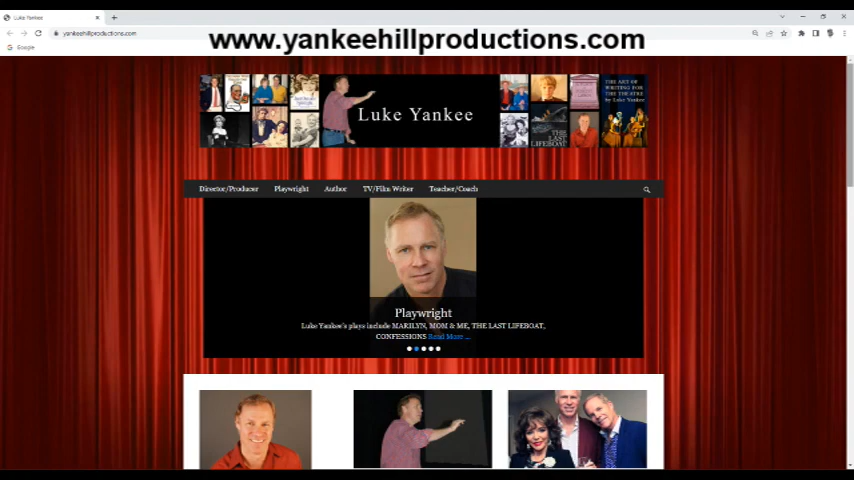 Luke Yankee
yankeehillproductions.com
Google
www.yankeehillproductions.com
THE ART OF
WRITING FOR
THE THEATRE
by Luke Yankee
Luke Yankee
THE LAST
LIFEBOAT
Director/Producer Playwright Author TV/Film Writer Teacher/Coach
Playwright
Luke Yankee's plays include MARILYN, MOM & ME, THE LAST LIFEBOAT,
CONFESSIONS Read More ...